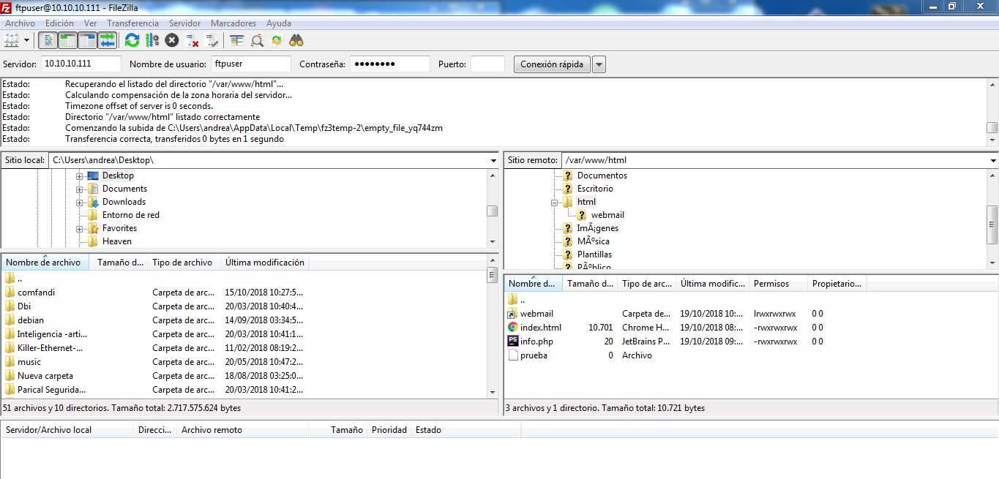 ftpuser@10.10.10.111 - FileZilla
Archivo Edición Ver Transferencia Servidor Marcadores Ayuda
Servidor: 10.10.10.111 Nombre de usuario: ftpuser Contraseña: ●●●●●●●● Puerto: Conexión rápida
Estado: Recuperando el listado del directorio "/var/www/html"...
Estado: Calculando compensación de la zona horaria del servidor...
Estado: Timezone offset of server is 0 seconds.
Estado: Directorio "/var/www/html" listado correctamente
Estado: Comenzando la subida de C:\Users\andrea\AppData\Local\Temp\fz3temp-2\empty_file_yq744zm
Estado: Transferencia correcta, transferidos 0 bytes en 1 segundo
Sitio local: C:\Users\andrea\Desktop\
Desktop
Documents
Downloads
Entorno de red
Favorites
Heaven
Nombre de archivo Tamaño d... Tipo de archivo Última modificación
..
comfandi Carpeta de arc... 15/10/2018 10:27:5...
Dbi Carpeta de arc... 20/03/2018 10:40:4...
debian Carpeta de arc... 14/09/2018 03:34:5...
Inteligencia -arti... Carpeta de arc... 20/03/2018 10:41:1...
Killer-Ethernet-... Carpeta de arc... 11/02/2018 08:19:2...
music Carpeta de arc... 20/05/2018 10:47:2...
Nueva carpeta Carpeta de arc... 18/08/2018 03:25:0...
Parical Segurida... Carpeta de arc... 20/03/2018 10:41:2...
51 archivos y 10 directorios. Tamaño total: 2.717.575.624 bytes
Sitio remoto: /var/www/html
Documentos
Escritorio
html
webmail
ImÃ¡genes
MÃºsica
Plantillas
PÃºblico
Nombre d... Tamaño d... Tipo de arc... Última modific... Permisos Propietario...
..
webmail Carpeta de... 19/10/2018 10:... lrwxrwxrwx 0 0
index.html 10.701 Chrome H... 19/10/2018 08:... -rwxrwxrwx 0 0
info.php 20 JetBrains P... 19/10/2018 09:... -rwxrwxrwx 0 0
prueba 0 Archivo
3 archivos y 1 directorio. Tamaño total: 10.721 bytes
Servidor/Archivo local Direcci... Archivo remoto Tamaño Prioridad Estado